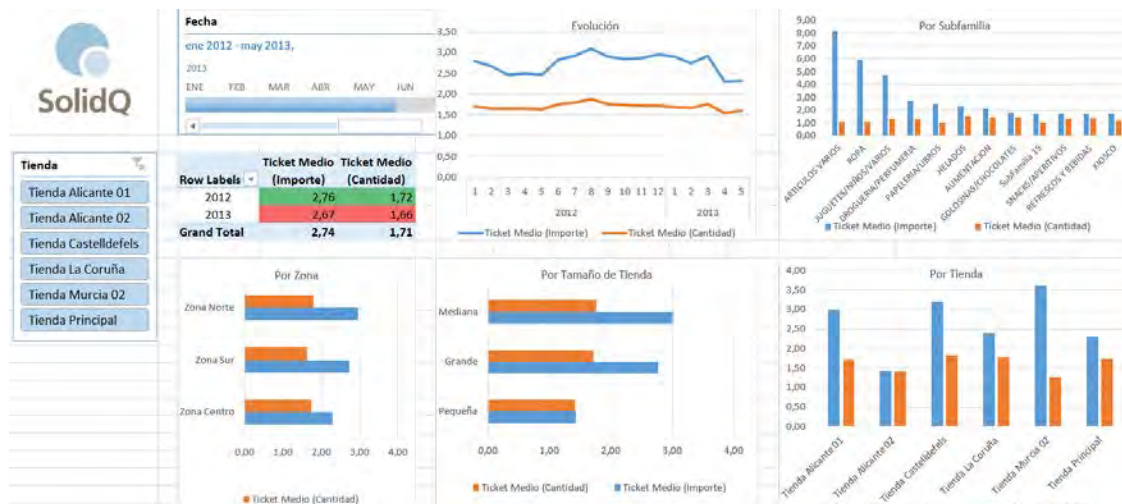 SolidQ
Fecha
ene 2012 - may 2013,
2013
ENE FEB MAR ABR MAY JUN
Tienda
Tienda Alicante 01
Tienda Alicante 02
Tienda Castelldefels
Tienda La Coruña
Tienda Murcia 02
Tienda Principal
Ticket Medio Ticket Medio
Row Labels (Importe) (Cantidad)
2012 2,76 1,72
2013 2,67 1,66
Grand Total 2,74 1,71
Evolución
3,50
3,00
2,50
2,00
1,50
1,00
0,50
0,00
1 2 3 4 5 6 7 8 9 10 11 12 1 2 3 4 5
2012 2013
Ticket Medio (Importe) Ticket Medio (Cantidad)
Por Subfamilia
9,00
8,00
7,00
6,00
5,00
4,00
3,00
2,00
1,00
0,00
ARTICULOS VARIOS
ROPA
JUGUETES/NIÑOS/VARIOS
DROGUERIA/PERFUMERIA
PAPELERIA/LIBROS
HELADOS
ALIMENTACION
GOLOSINAS/CHOCOLATES
Subfamilia 15
SNACKS/APERITIVOS
REFRESCOS Y BEBIDAS
KIOSCO
Ticket Medio (Importe) Ticket Medio (Cantidad)
Por Zona
Zona Norte
Zona Sur
Zona Centro
0,00 1,00 2,00 3,00 4,00
Ticket Medio (Cantidad)
Por Tamaño de Tienda
Mediana
Grande
Pequeña
0,00 1,00 2,00 3,00 4,00
Ticket Medio (Cantidad) Ticket Medio (Importe)
Por Tienda
4,00
3,50
3,00
2,50
2,00
1,50
1,00
0,50
0,00
Tienda Alicante 01
Tienda Alicante 02
Tienda Castelldefels
Tienda La Coruña
Tienda Murcia 02
Tienda Principal